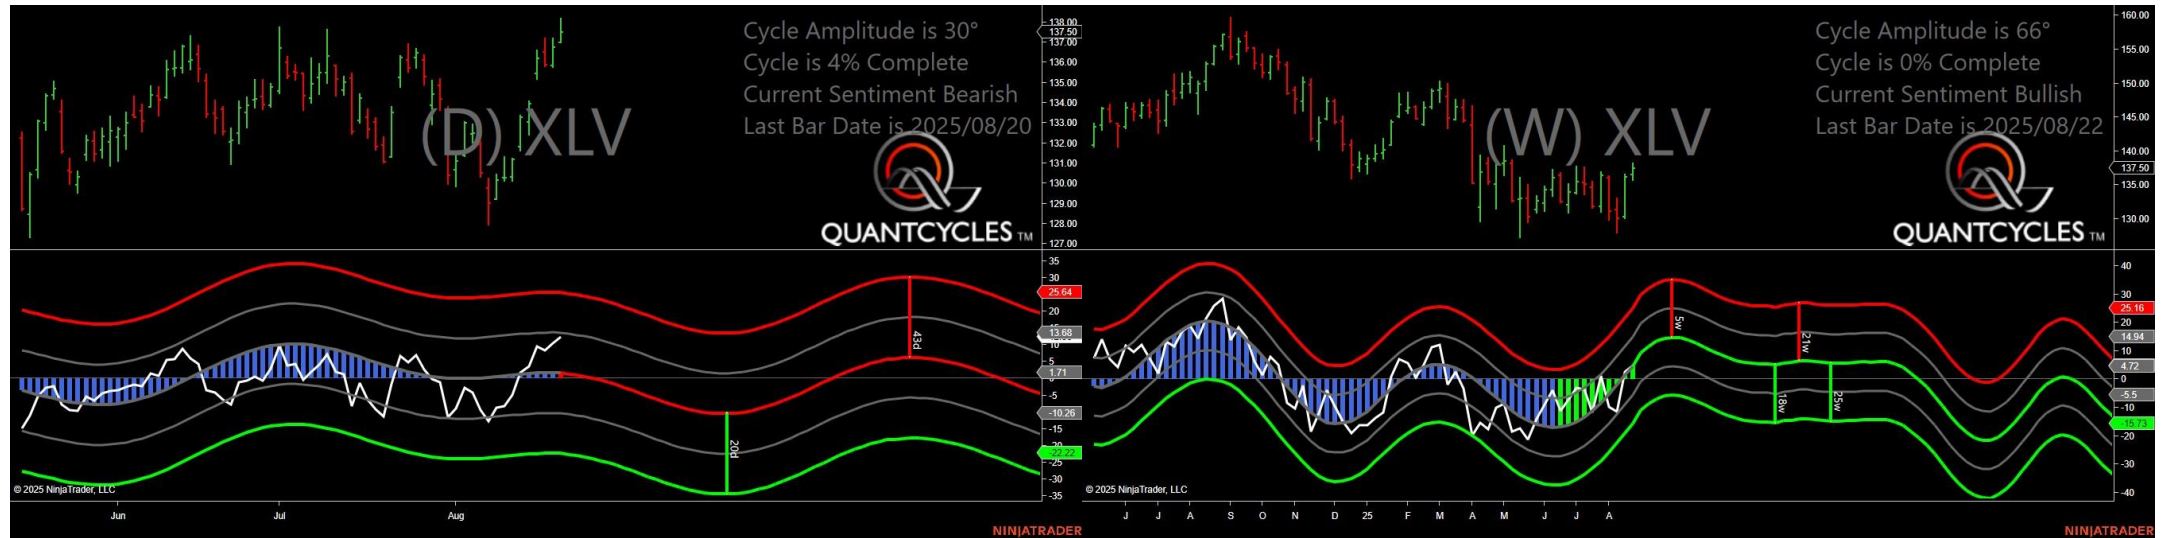 Cycle Amplitude is 30°
Cycle is 4% Complete
Current Sentiment Bearish
Last Bar Date is 2025/08/20
(D) XLV
QUANTCYCLES TM
138.00
137.50
137.00
136.00
135.00
134.00
133.00
132.00
131.00
130.00
129.00
128.00
127.00
35
30
25.64
20
13.68
10
5
1.71
-5
-10.26
-15
-22.22
-25
-30
-35
43d
20d
© 2025 NinjaTrader, LLC
Jun Jul Aug
NINJATRADER
Cycle Amplitude is 66°
Cycle is 0% Complete
Current Sentiment Bullish
Last Bar Date is 2025/08/22
(W) XLV
QUANTCYCLES TM
160.00
155.00
150.00
145.00
140.00
137.50
135.00
130.00
40
30
25.16
20
14.94
10
4.72
0
-5.5
-10
-15.73
-20
-30
-40
5w
21w
18w
25w
© 2025 NinjaTrader, LLC
J J A S O N D 25 F M A M J J A
NINJATRADER